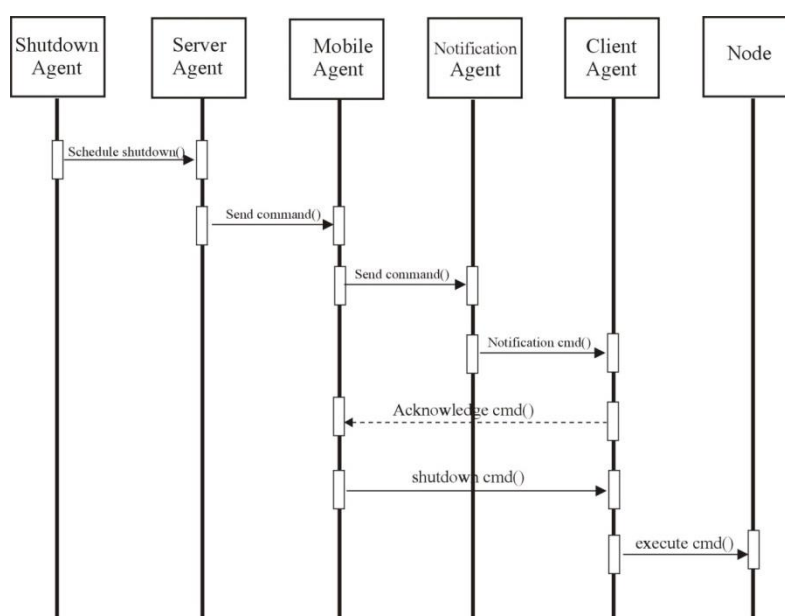 Shutdown
Agent
Server
Agent
Mobile
Agent
Notification
Agent
Client
Agent
Node
Schedule shutdown()
Send command()
Send command()
Notification cmd()
Acknowledge cmd()
shutdown cmd()
execute cmd()